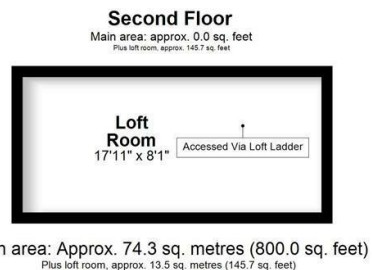 Second Floor
Main area: approx. 0.0 sq. feet
Plus loft room, approx. 145.7 sq. feet
Loft
Room
17'11" x 8'1"
Accessed Via Loft Ladder
area: Approx. 74.3 sq. metres (800.0 sq. feet)
Plus loft room, approx. 13.5 sq. metres (145.7 sq. feet)